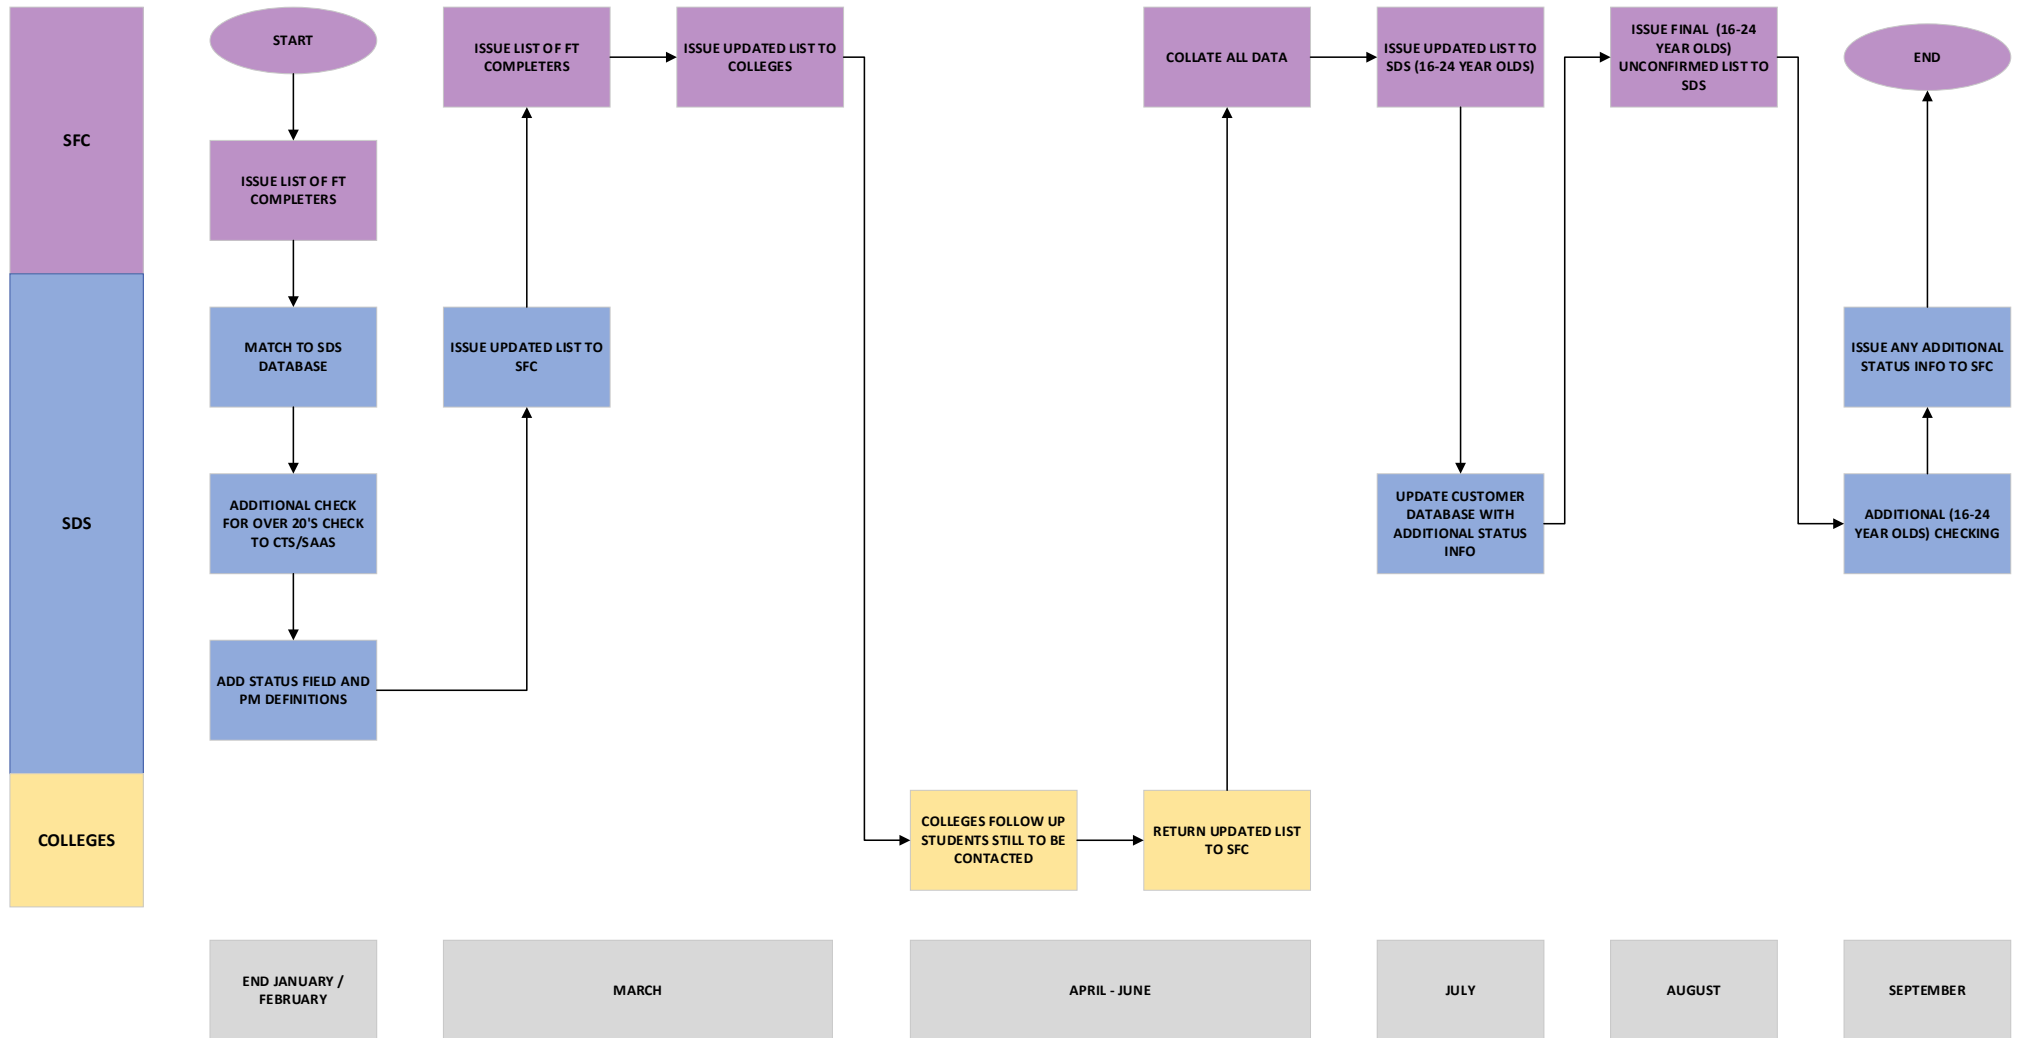 SFC
START
ISSUE LIST OF FT
COMPLETERS
ISSUE LIST OF FT
COMPLETERS
ISSUE UPDATED LIST TO
COLLEGES
COLLATE ALL DATA
ISSUE UPDATED LIST TO
SDS (16-24 YEAR OLDS)
ISSUE FINAL (16-24
YEAR OLDS)
UNCONFIRMED LIST TO
SDS
END
SDS
MATCH TO SDS
DATABASE
ISSUE UPDATED LIST TO
SFC
ISSUE ANY ADDITIONAL
STATUS INFO TO SFC
ADDITIONAL CHECK
FOR OVER 20'S CHECK
TO CTS/SAAS
UPDATE CUSTOMER
DATABASE WITH
ADDITIONAL STATUS
INFO
ADDITIONAL (16-24
YEAR OLDS) CHECKING
ADD STATUS FIELD AND
PM DEFINITIONS
COLLEGES
COLLEGES FOLLOW UP
STUDENTS STILL TO BE
CONTACTED
RETURN UPDATED LIST
TO SFC
END JANUARY /
FEBRUARY
MARCH
APRIL - JUNE
JULY
AUGUST
SEPTEMBER